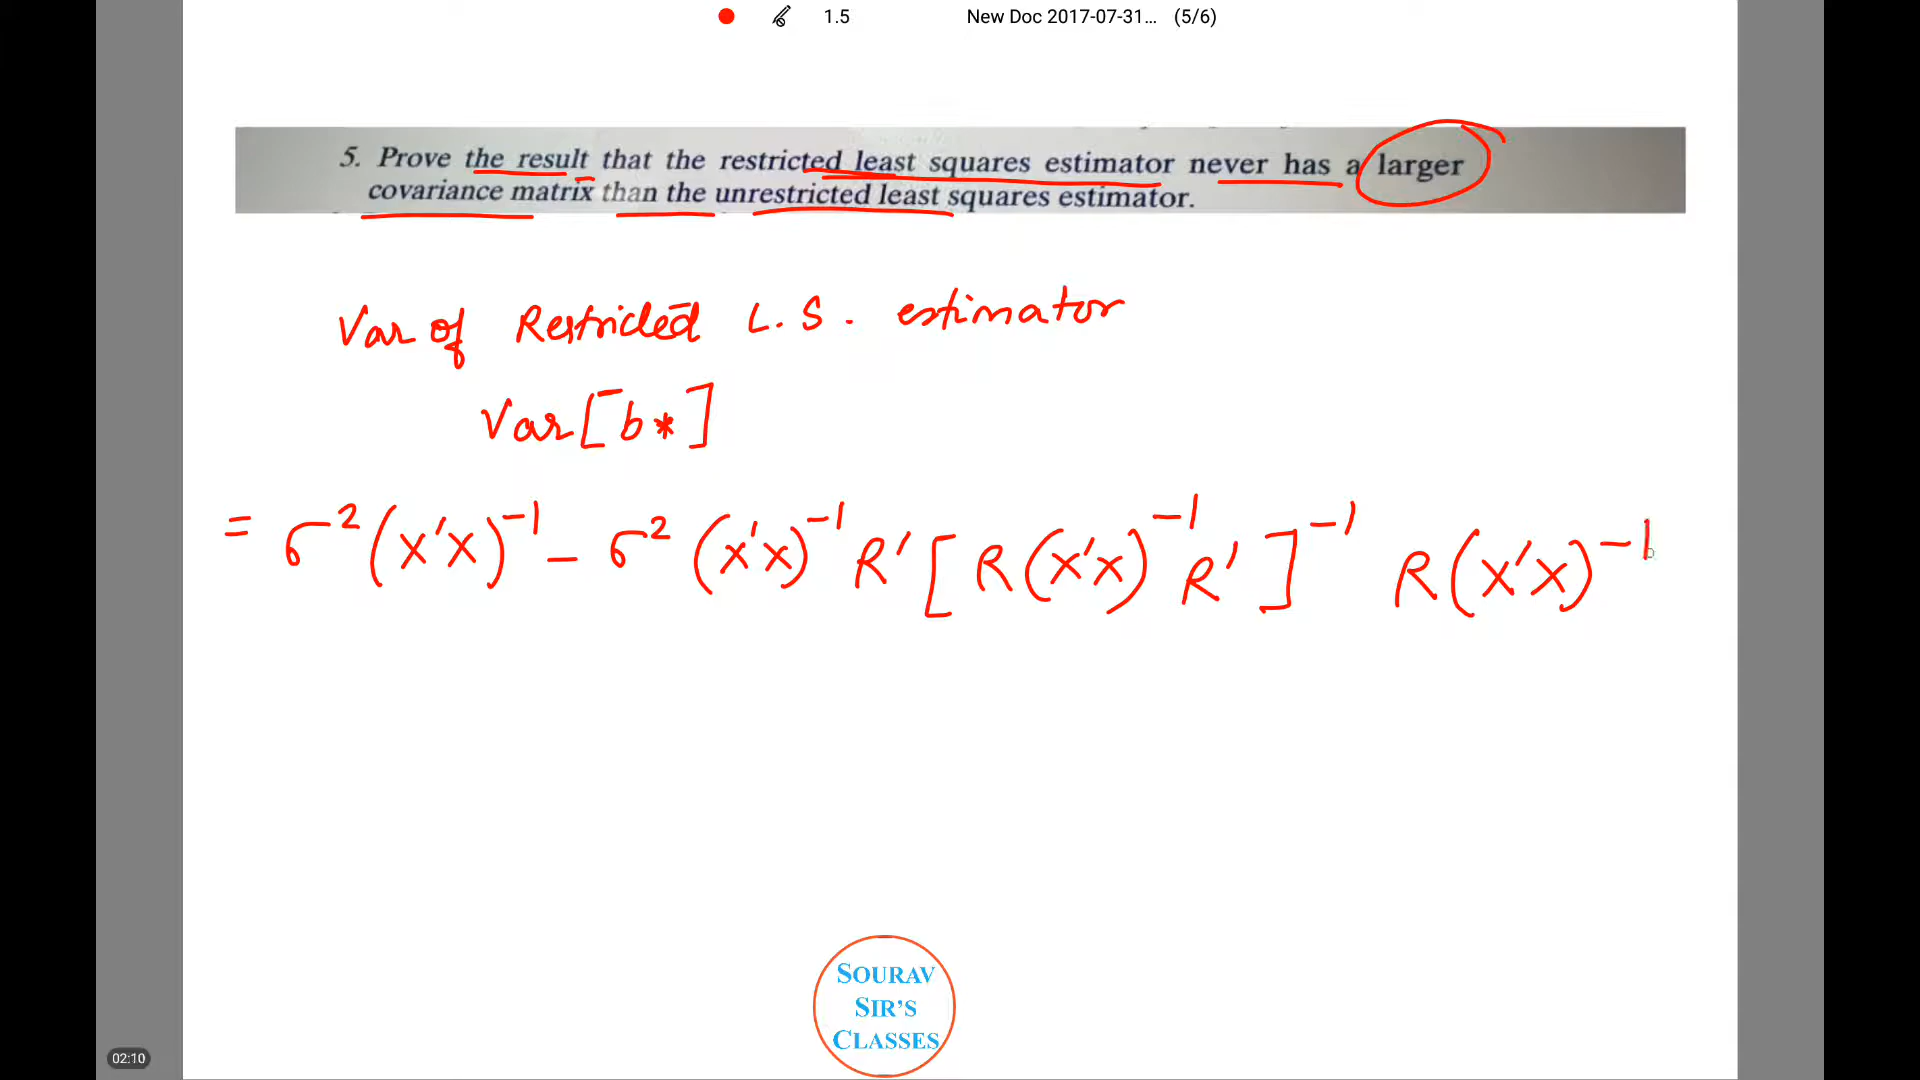 1.5 New Doc 2017-07-31... (5/6)
5. Prove the result that the restricted least squares estimator never has a larger
covariance matrix than the unrestricted least squares estimator.
Var of Restricted L.S. estimator
Var[b*]
= σ²(x'x)⁻¹ - σ²(x'x)⁻¹R'[R(x'x)⁻¹R']⁻¹ R(x'x)⁻¹
SOURAV
SIR'S
CLASSES
02:10